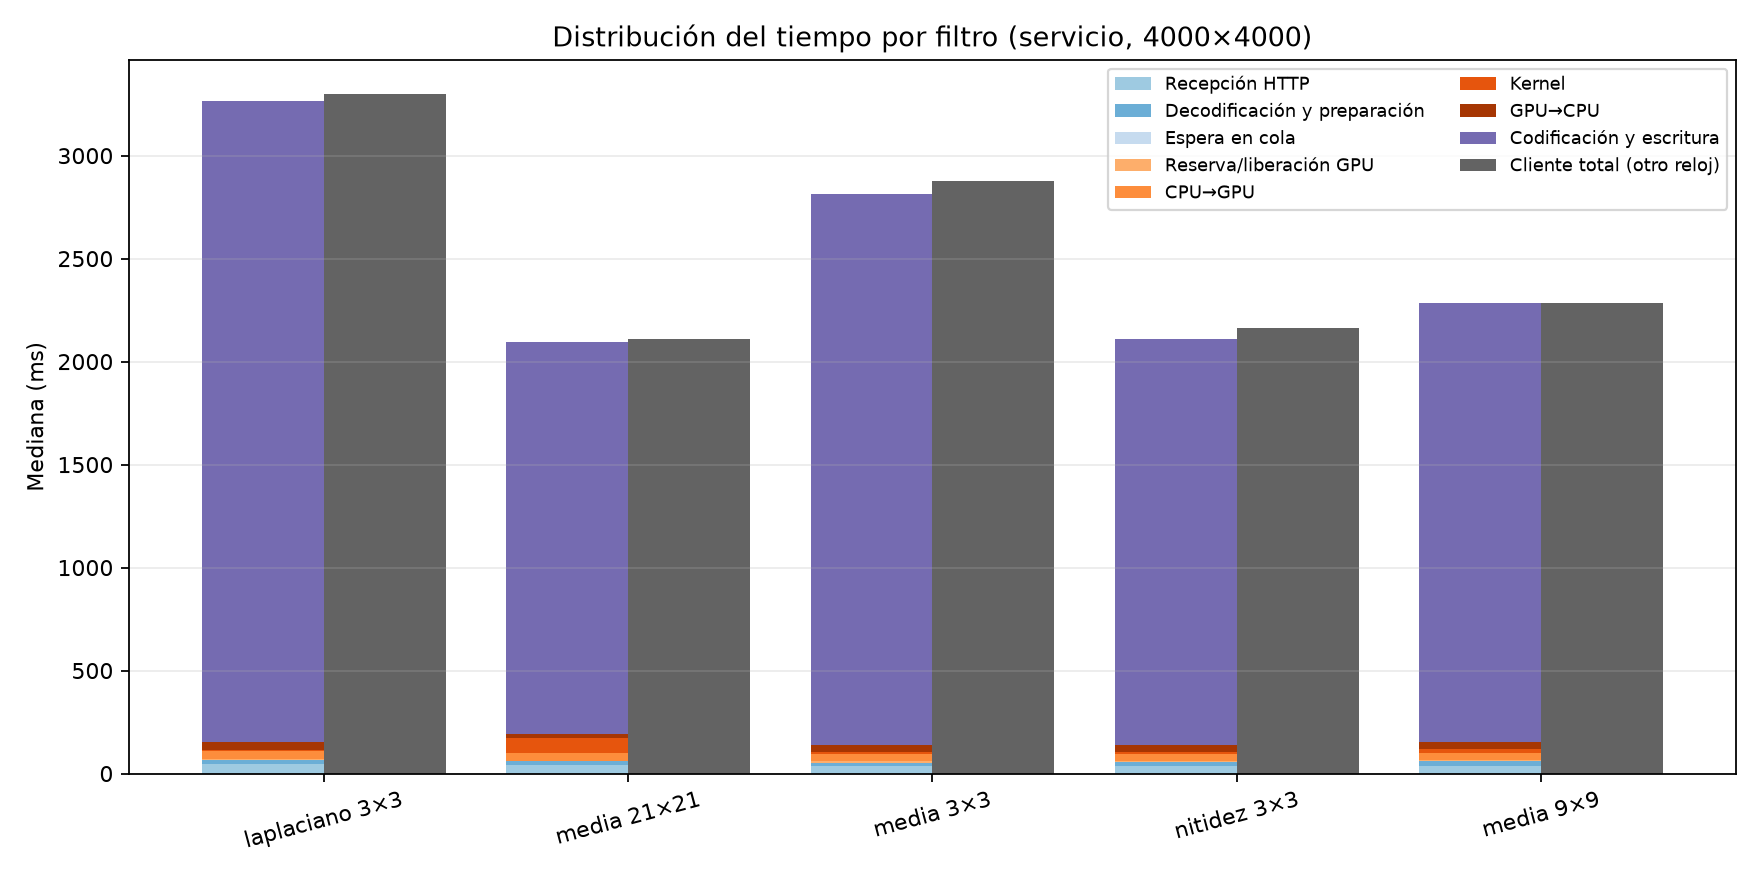 Distribución del tiempo por filtro (servicio, 4000×4000)
Recepción HTTP
Decodificación y preparación
Espera en cola
Reserva/liberación GPU
CPU→GPU
Kernel
GPU→CPU
Codificación y escritura
Cliente total (otro reloj)
Mediana (ms)
3000
2500
2000
1500
1000
500
0
laplaciano 3×3
media 21×21
media 3×3
nitidez 3×3
media 9×9